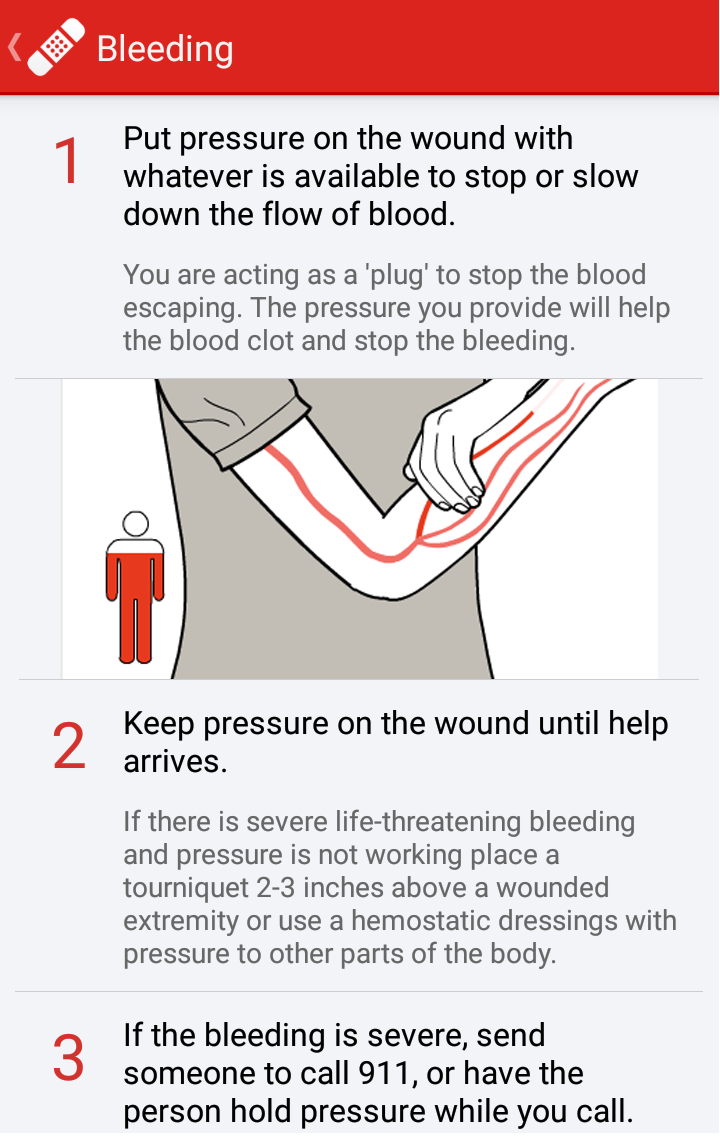 Bleeding
1
Put pressure on the wound with
whatever is available to stop or slow
down the flow of blood.
You are acting as a 'plug' to stop the blood
escaping. The pressure you provide will help
the blood clot and stop the bleeding.
2
Keep pressure on the wound until help
arrives.
If there is severe life-threatening bleeding
and pressure is not working place a
tourniquet 2-3 inches above a wounded
extremity or use a hemostatic dressings with
pressure to other parts of the body.
3
If the bleeding is severe, send
someone to call 911, or have the
person hold pressure while you call.